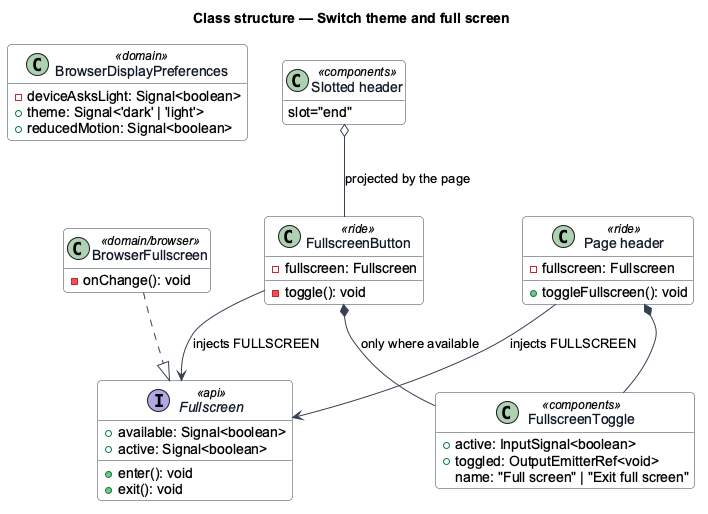 Class structure — Switch theme and full screen
«domain»
C BrowserDisplayPreferences
deviceAsksLight: Signal<boolean>
theme: Signal<'dark' | 'light'>
reducedMotion: Signal<boolean>
«components»
C Slotted header
slot="end"
projected by the page
«domain/browser»
C BrowserFullscreen
onChange(): void
«ride»
C FullscreenButton
fullscreen: Fullscreen
toggle(): void
«ride»
C Page header
fullscreen: Fullscreen
toggleFullscreen(): void
injects FULLSCREEN
only where available
injects FULLSCREEN
«api»
I Fullscreen
available: Signal<boolean>
active: Signal<boolean>
enter(): void
exit(): void
«components»
C FullscreenToggle
active: InputSignal<boolean>
toggled: OutputEmitterRef<void>
name: "Full screen" | "Exit full screen"